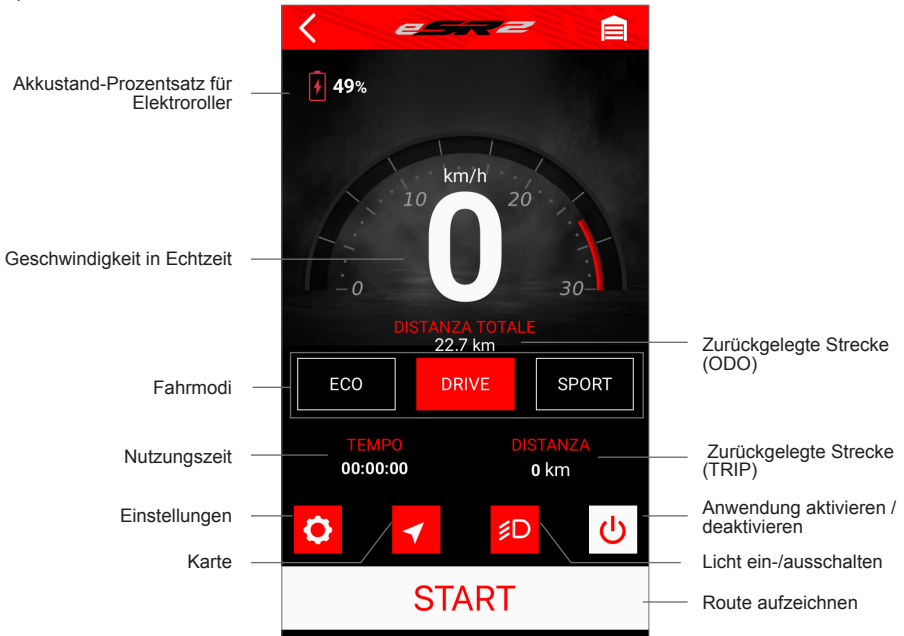 eSR2
Akkustand-Prozentsatz für
Elektroroller
49%
km/h
10
20
0
Geschwindigkeit in Echtzeit
0
30
DISTANZA TOTALE
22.7 km
Zurückgelegte Strecke
(ODO)
Fahrmodi
ECO
DRIVE
SPORT
TEMPO
DISTANZA
Nutzungszeit
00:00:00
0 km
Zurückgelegte Strecke
(TRIP)
Einstellungen
Anwendung aktivieren /
deaktivieren
Karte
Licht ein-/ausschalten
START
Route aufzeichnen